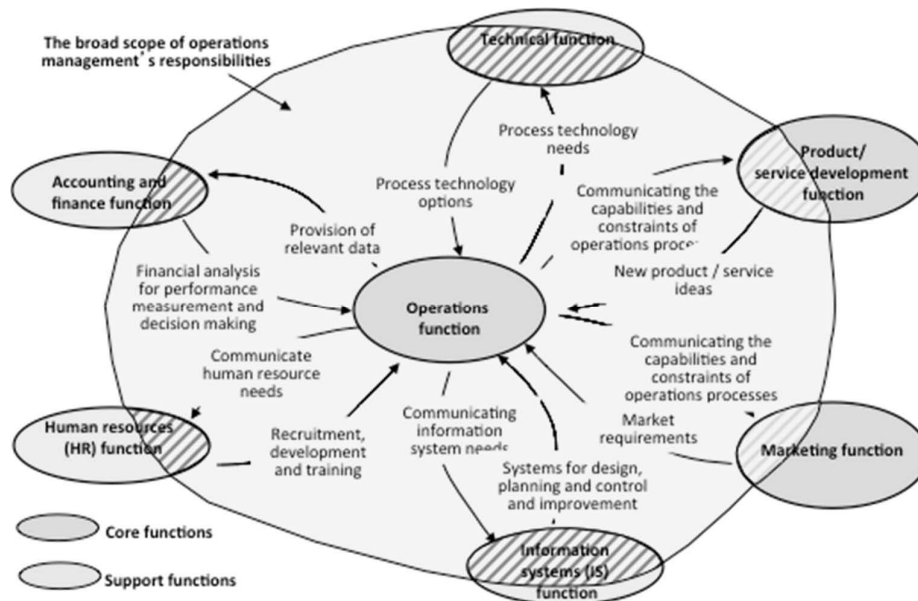 The broad scope of operations
management's responsibilities
Technical function
Process technology
needs
Process technology
options
Product/
service development
function
Communicating the
capabilities and
constraints of
operations
Accounting and
finance function
Provision of
relevant data
New product / service
ideas
Financial analysis
for performance
measurement and
decision making
Operations
function
Communicating the
capabilities and
constraints of
operations processes
Communicate
human resource
needs
Market
requirements
Communicating
information
system needs
Human resources
(HR) function
Recruitment,
development
and training
Marketing function
Systems for design,
planning and control
and improvement
Core functions
Support functions
Information
systems (IS)
function